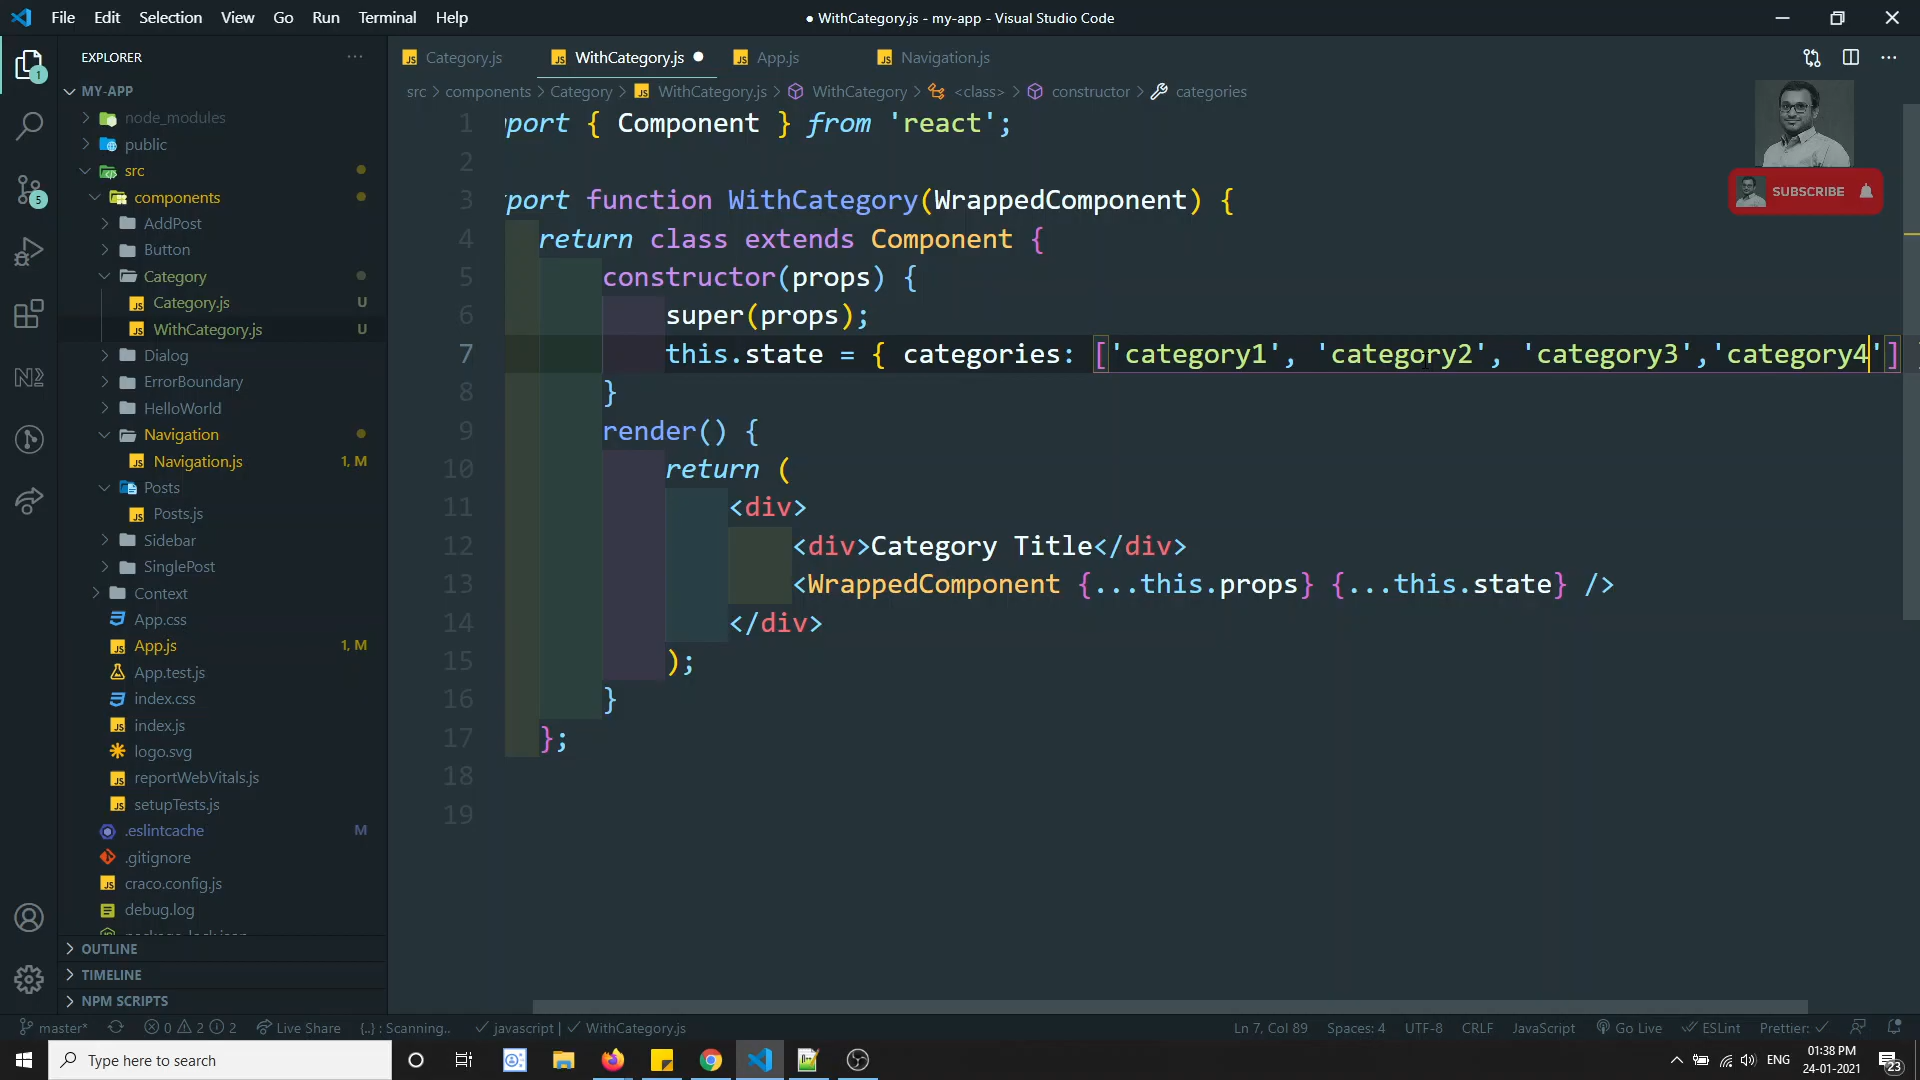 File Edit Selection View Go Run Terminal Help
● WithCategory.js - my-app - Visual Studio Code
EXPLORER
MY-APP
node_modules
public
src
components
AddPost
Button
Category
Category.js U
WithCategory.js U
Dialog
ErrorBoundary
HelloWorld
Navigation
Navigation.js 1, M
Posts
Posts.js
Sidebar
SinglePost
Context
App.css
App.js 1, M
App.test.js
index.css
index.js
logo.svg
reportWebVitals.js
setupTests.js
.eslintcache M
.gitignore
craco.config.js
debug.log
OUTLINE
TIMELINE
NPM SCRIPTS
1
5
Category.js WithCategory.js App.js Navigation.js
src > components > Category > WithCategory.js > WithCategory > <class> > constructor > categories
SUBSCRIBE
1 port { Component } from 'react';
2
3 port function WithCategory(WrappedComponent) {
4 return class extends Component {
5 constructor(props) {
6 super(props);
7 this.state = { categories: ['category1', 'category2', 'category3','category4']
8 }
9 render() {
10 return (
11 <div>
12 <div>Category Title</div>
13 <WrappedComponent {...this.props} {...this.state} />
14 </div>
15 );
16 }
17 };
18
19
master* 0 2 2 Live Share {..} : Scanning.. javascript | WithCategory.js Ln 7, Col 89 Spaces: 4 UTF-8 CRLF JavaScript Go Live ESLint Prettier:
Type here to search
ENG
01:38 PM
24-01-2021
23